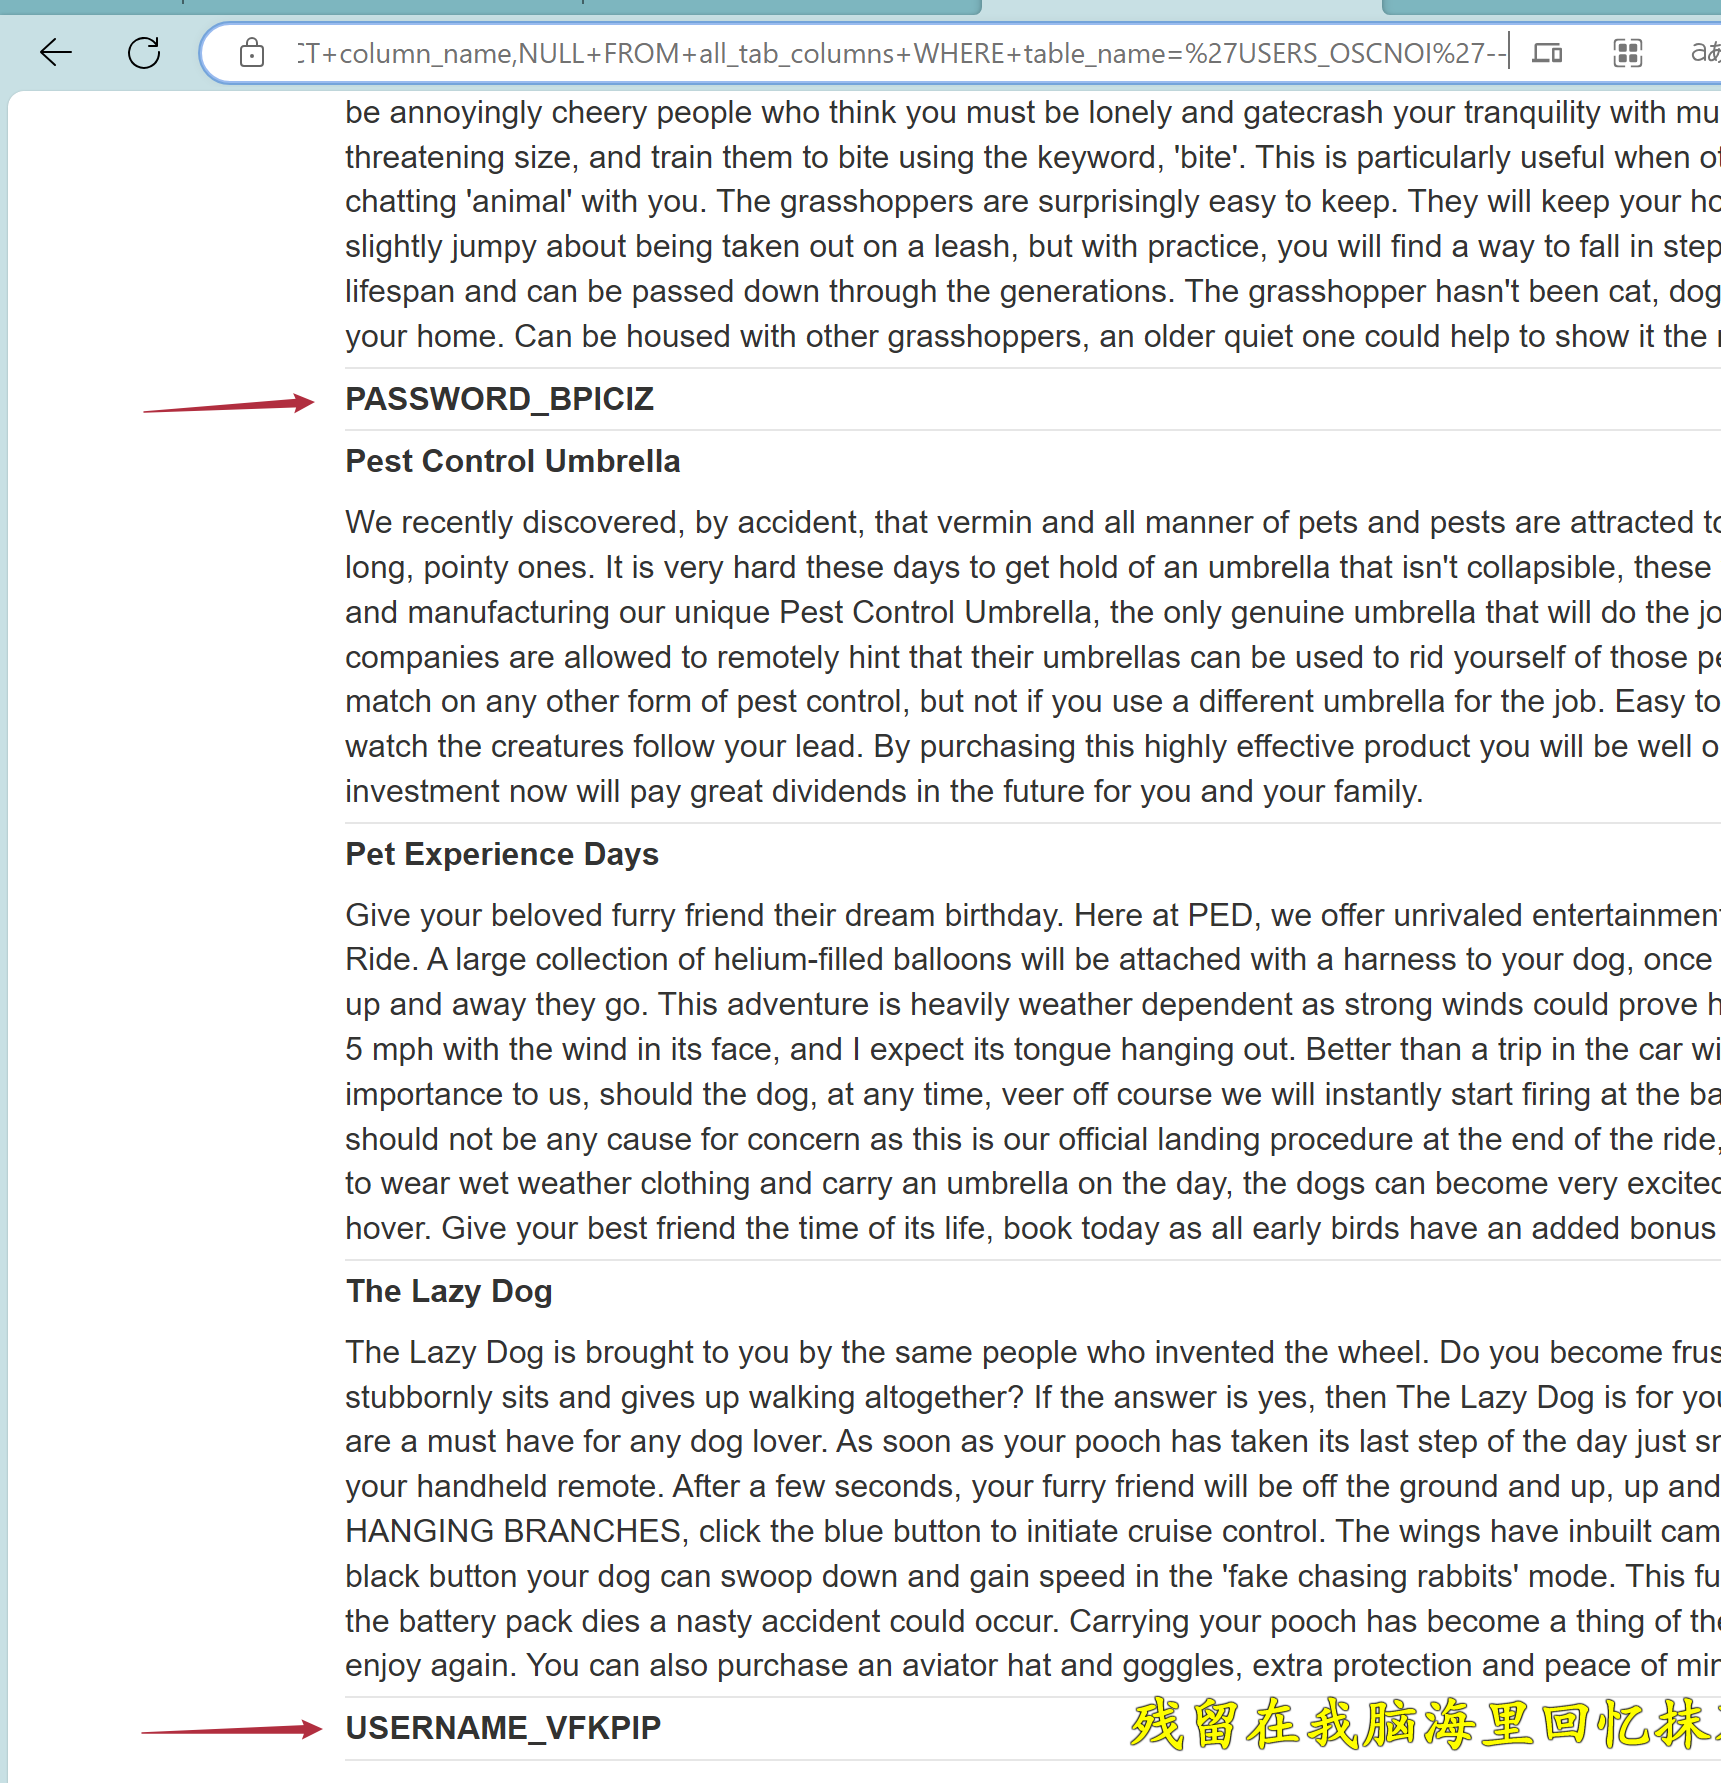 CT+column_name,NULL+FROM+all_tab_columns+WHERE+table_name=%27USERS_OSCNOI%27--
be annoyingly cheery people who think you must be lonely and gatecrash your tranquility with mu
threatening size, and train them to bite using the keyword, 'bite'. This is particularly useful when ot
chatting 'animal' with you. The grasshoppers are surprisingly easy to keep. They will keep your ho
slightly jumpy about being taken out on a leash, but with practice, you will find a way to fall in step
lifespan and can be passed down through the generations. The grasshopper hasn't been cat, dog
your home. Can be housed with other grasshoppers, an older quiet one could help to show it the
PASSWORD_BPICIZ
Pest Control Umbrella
We recently discovered, by accident, that vermin and all manner of pets and pests are attracted to
long, pointy ones. It is very hard these days to get hold of an umbrella that isn't collapsible, these
and manufacturing our unique Pest Control Umbrella, the only genuine umbrella that will do the jo
companies are allowed to remotely hint that their umbrellas can be used to rid yourself of those pe
match on any other form of pest control, but not if you use a different umbrella for the job. Easy to
watch the creatures follow your lead. By purchasing this highly effective product you will be well o
investment now will pay great dividends in the future for you and your family.
Pet Experience Days
Give your beloved furry friend their dream birthday. Here at PED, we offer unrivaled entertainment
Ride. A large collection of helium-filled balloons will be attached with a harness to your dog, once
up and away they go. This adventure is heavily weather dependent as strong winds could prove h
5 mph with the wind in its face, and I expect its tongue hanging out. Better than a trip in the car wi
importance to us, should the dog, at any time, veer off course we will instantly start firing at the ba
should not be any cause for concern as this is our official landing procedure at the end of the ride,
to wear wet weather clothing and carry an umbrella on the day, the dogs can become very excited
hover. Give your best friend the time of its life, book today as all early birds have an added bonus
The Lazy Dog
The Lazy Dog is brought to you by the same people who invented the wheel. Do you become frus
stubbornly sits and gives up walking altogether? If the answer is yes, then The Lazy Dog is for you
are a must have for any dog lover. As soon as your pooch has taken its last step of the day just sn
your handheld remote. After a few seconds, your furry friend will be off the ground and up, up and
HANGING BRANCHES, click the blue button to initiate cruise control. The wings have inbuilt cam
black button your dog can swoop down and gain speed in the 'fake chasing rabbits' mode. This fu
the battery pack dies a nasty accident could occur. Carrying your pooch has become a thing of the
enjoy again. You can also purchase an aviator hat and goggles, extra protection and peace of min
USERNAME_VFKPIP
残留在我脑海里回忆抹